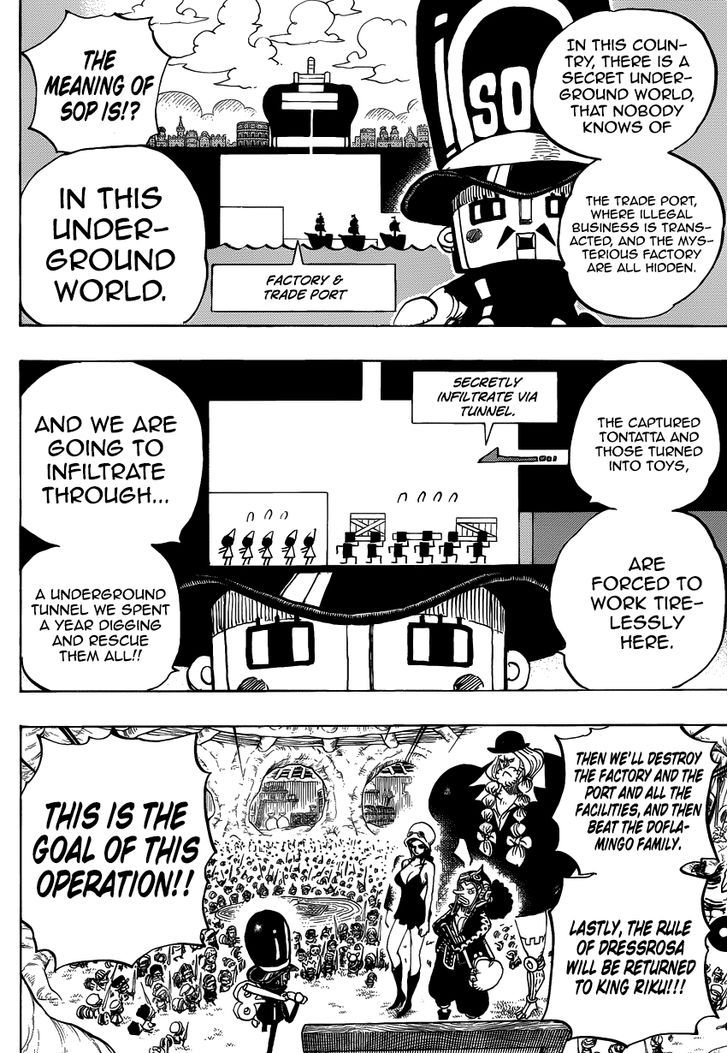 IN THIS COUN-
TRY, THERE IS A
SECRET UNDER-
GROUND WORLD,
THAT NOBODY
KNOWS OF
THE TRADE PORT,
WHERE ILLEGAL
BUSINESS IS TRANS-
ACTED, AND THE MYS-
TERIOUS FACTORY
ARE ALL HIDDEN.
SO
FACTORY &
TRADE PORT
THE
MEANING OF
SOP IS!?
IN THIS
UNDER-
GROUND
WORLD.
THE CAPTURED
TONTATTA AND
THOSE TURNED
INTO TOYS,
ARE
FORCED TO
WORK TIRE-
LESSLY
HERE.
SECRETLY
INFILTRATE VIA
TUNNEL.
AND WE ARE
GOING TO
INFILTRATE
THROUGH...
A UNDERGROUND
TUNNEL WE SPENT
A YEAR DIGGING
AND RESCUE
THEM ALL!!
THEN WE'LL DESTROY
THE FACTORY AND THE
PORT AND ALL THE
FACILITIES, AND THEN
BEAT THE DOFLA-
MINGO FAMILY.
LASTLY, THE RULE
OF DRESSROSA
WILL BE RETURNED
TO KING RIKU!!!
THIS IS THE
GOAL OF THIS
OPERATION!!